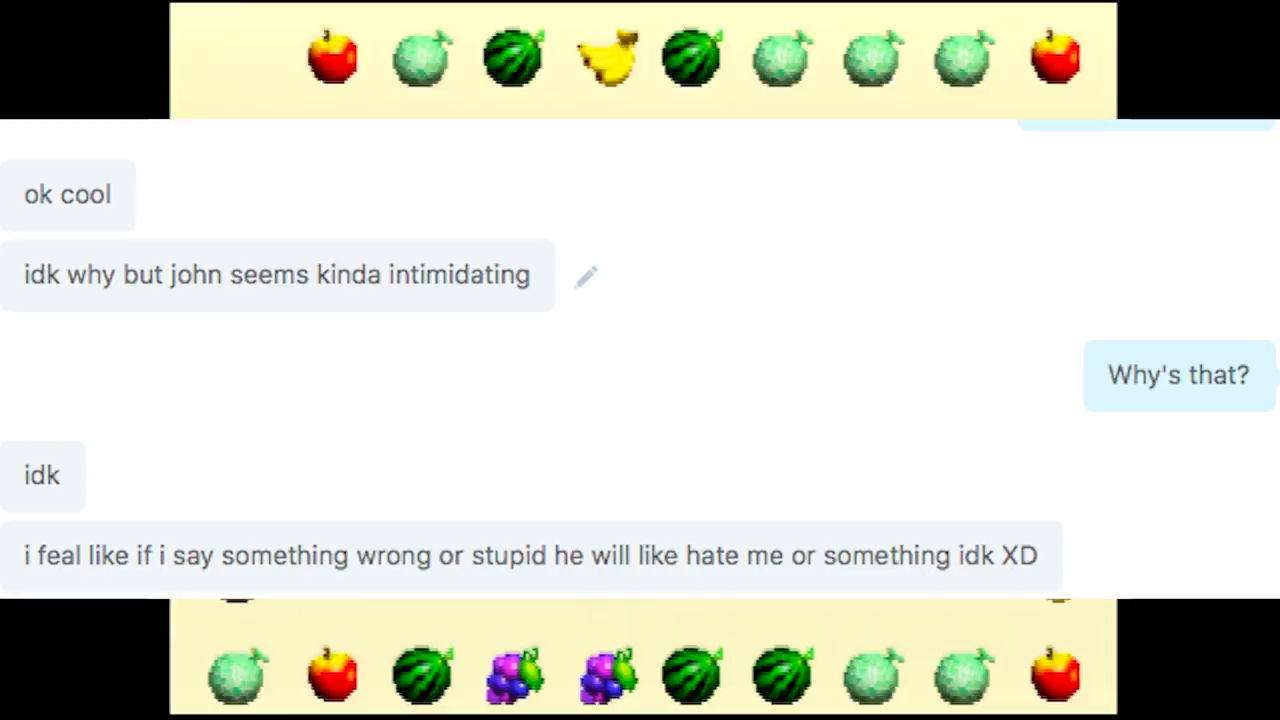 ok cool
idk why but john seems kinda intimidating
Why's that?
idk
i feal like if i say something wrong or stupid he will like hate me or something idk XD